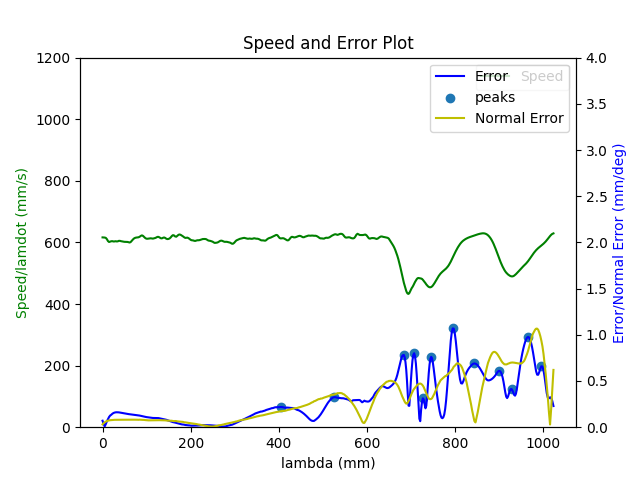 Speed and Error Plot
1200
1000
800
600
400
200
0
Speed/lamdot (mm/s)
4.0
3.5
3.0
2.5
2.0
1.5
1.0
0.5
0.0
Error/Normal Error (mm/deg)
Speed
Error
peaks
Normal Error
0 200 400 600 800 1000
lambda (mm)